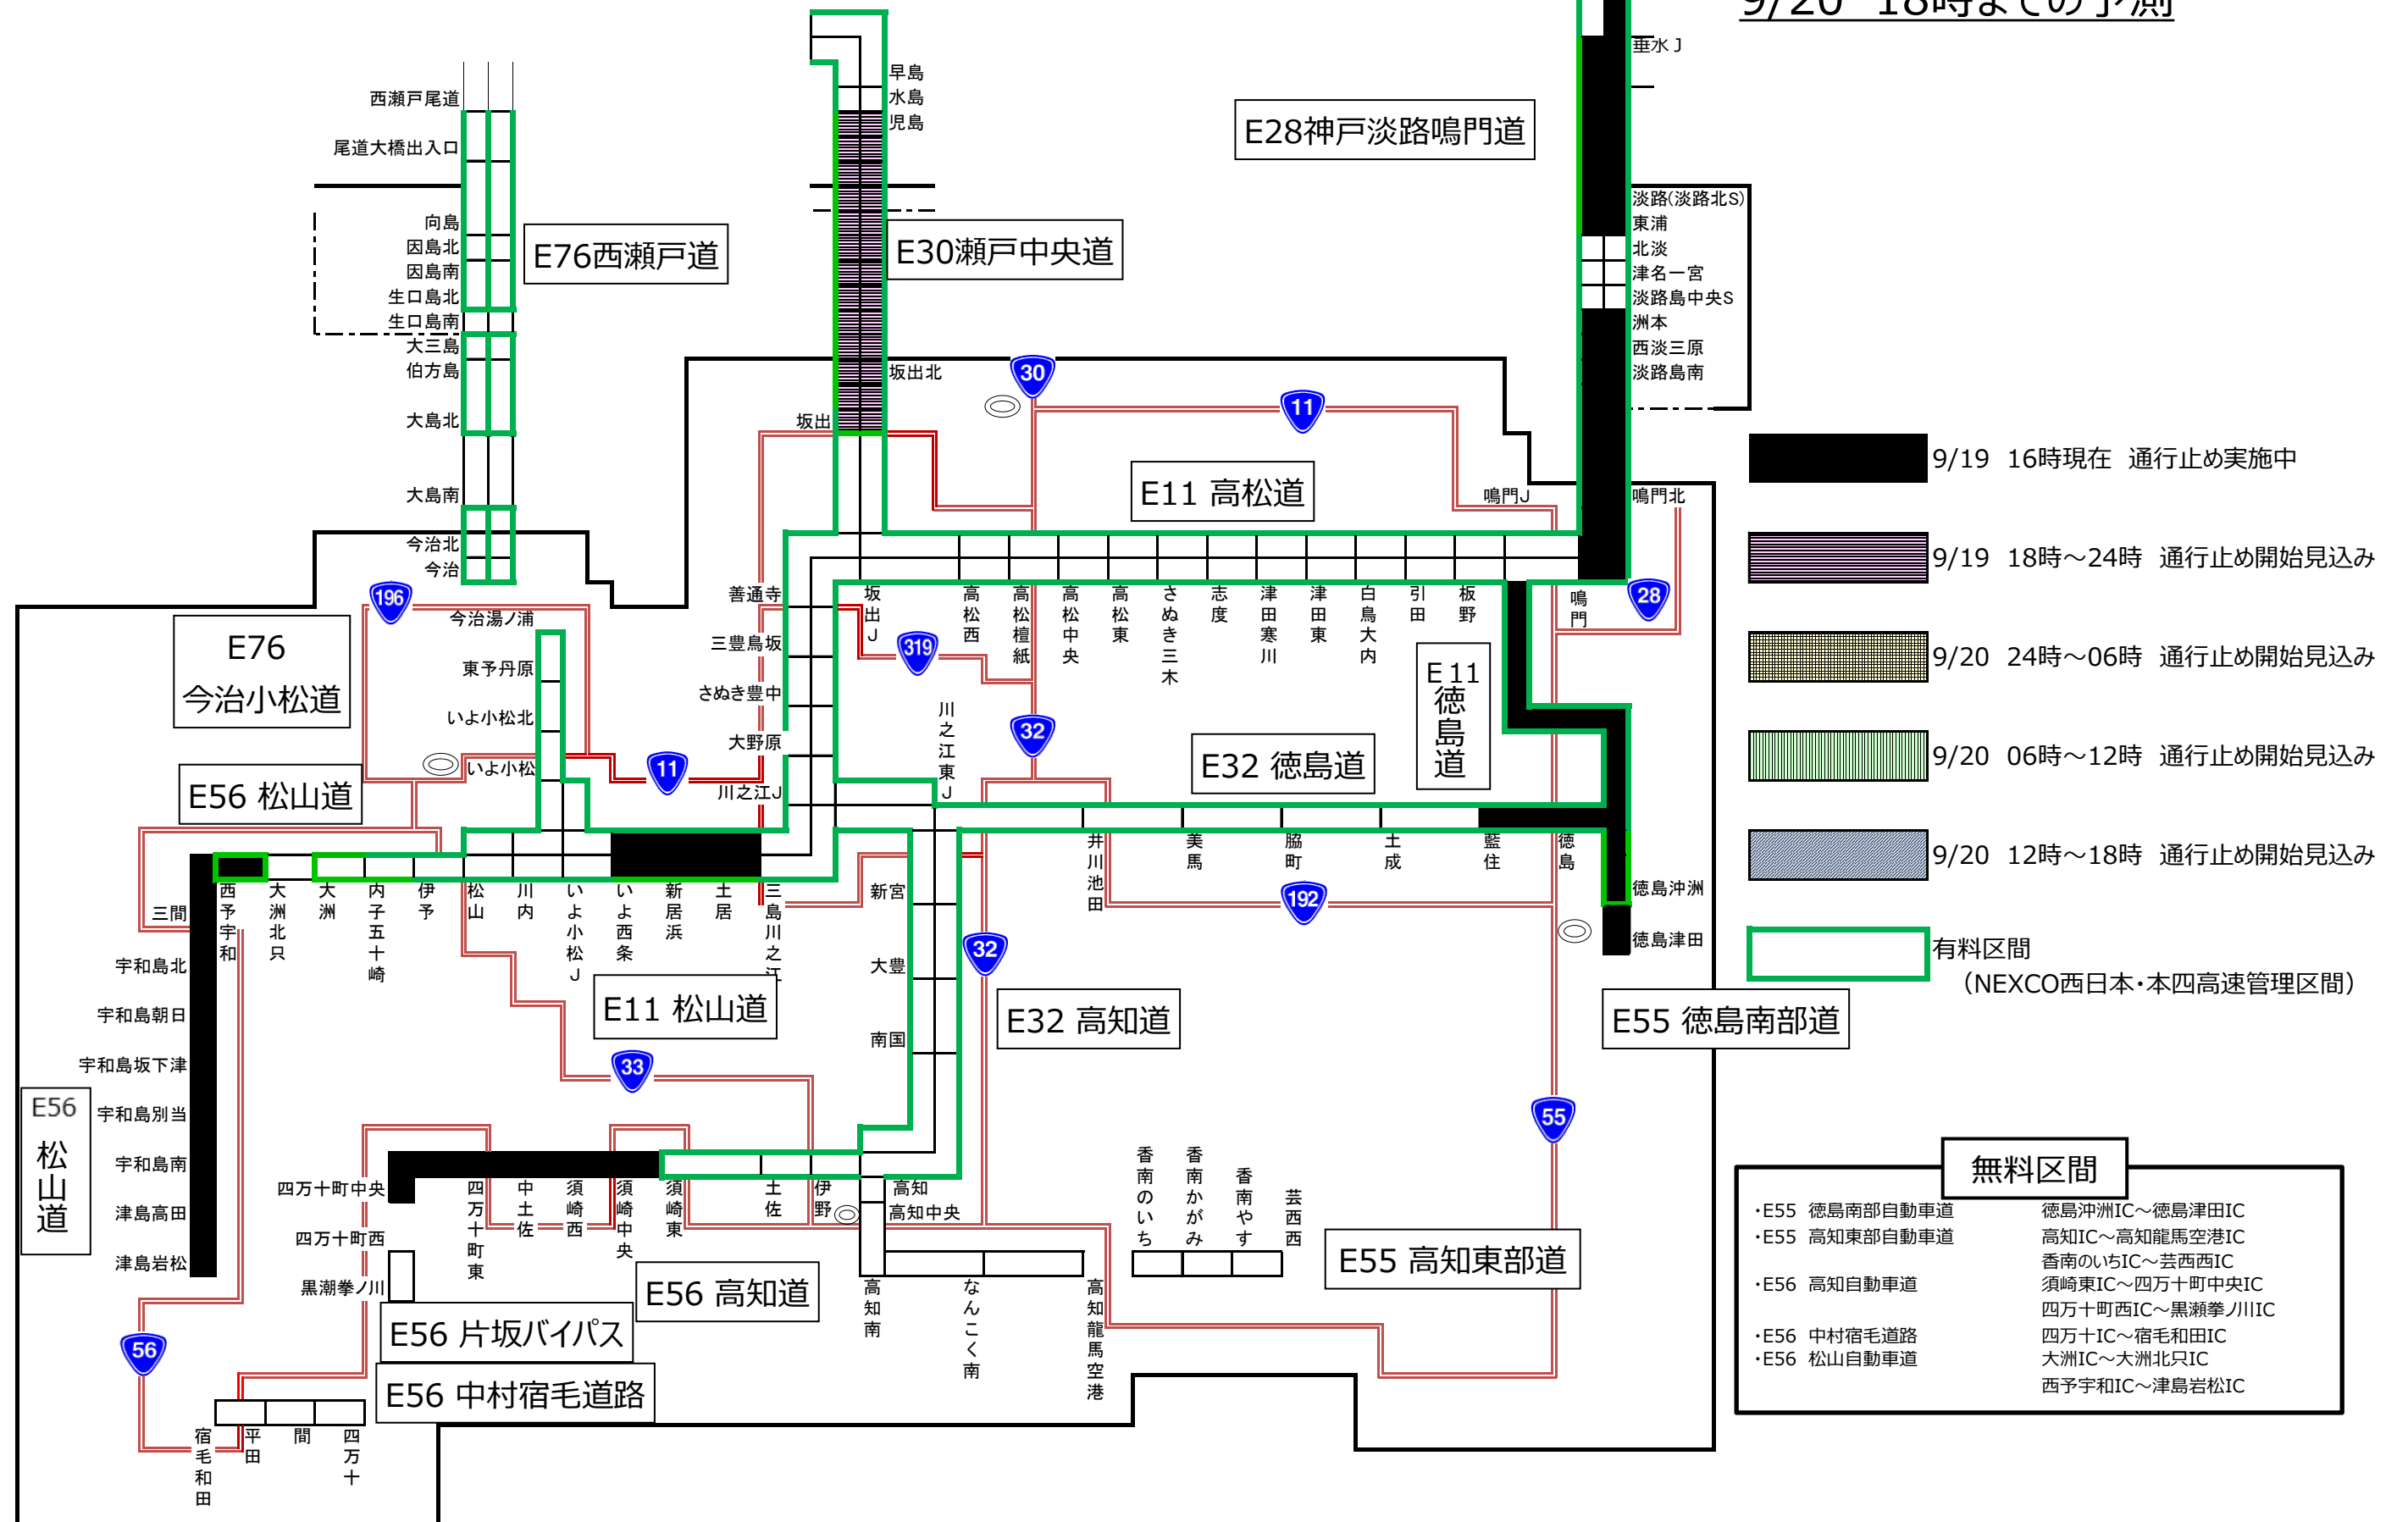 9/20 18時までの予測
垂水J
早島
水島
児島
西瀬戸尾道
尾道大橋出入口
E28神戸淡路鳴門道
淡路(淡路北S)
東浦
北淡
津名一宮
淡路島中央S
洲本
西淡三原
淡路島南
向島
因島北
因島南
生口島北
生口島南
大三島
伯方島
大島北
大島南
今治北
今治
E76西瀬戸道
E30瀬戸中央道
坂出北
坂出
30
11
E11 高松道
鳴門J
鳴門北
9/19 16時現在 通行止め実施中
9/19 18時~24時 通行止め開始見込み
9/20 24時~06時 通行止め開始見込み
9/20 06時~12時 通行止め開始見込み
9/20 12時~18時 通行止め開始見込み
有料区間
(NEXCO西日本・本四高速管理区間)
196
28
善通寺
三豊鳥坂
さぬき豊中
大野原
川之江J
坂出J
高松西
高松檀紙
高松中央
高松東
さぬき三木
志度
津田寒川
津田東
白鳥大内
引田
板野
鳴門
319
E76
今治小松道
今治湯ノ浦
東予丹原
いよ小松北
いよ小松
川之江東J
32
11
E11
徳島道
E32 徳島道
E56 松山道
三間
西予宇和
大洲北只
大洲
内子五十崎
伊予
松山
川内
いよ小松J
いよ西条
新居浜
土居
三島川之江
井川池田
美馬
脇町
土成
藍住
徳島
徳島沖洲
徳島津田
192
新宮
大豊
南国
32
宇和島北
宇和島朝日
宇和島坂下津
宇和島別当
宇和島南
津島高田
津島岩松
E11 松山道
E32 高知道
E55 徳島南部道
33
55
E56
松山道
四万十町中央
四万十町西
黒潮拳ノ川
四万十町東
中土佐
須崎西
須崎中央
須崎東
土佐
伊野
高知
高知中央
高知南
なんこく南
高知龍馬空港
香南のいち
香南かがみ
香南やす
芸西西
E55 高知東部道
E56 高知道
E56 片坂バイパス
E56 中村宿毛道路
56
宿毛和田
平田
間
四万十
無料区間
・E55 徳島南部自動車道 徳島沖洲IC~徳島津田IC
・E55 高知東部自動車道 高知IC~高知龍馬空港IC
香南のいちIC~芸西西IC
・E56 高知自動車道 須崎東IC~四万十町中央IC
四万十町西IC~黒瀬拳ノ川IC
・E56 中村宿毛道路 四万十IC~宿毛和田IC
・E56 松山自動車道 大洲IC~大洲北只IC
西予宇和IC~津島岩松IC